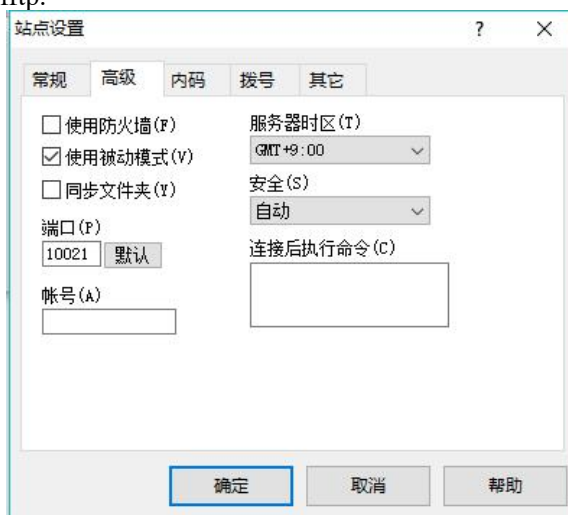 站点设置 ?
常规 高级 内码 拨号 其它
使用防火墙(F)
使用被动模式(V)
同步文件夹(Y)
端口(P)
10021 默认
帐号(A)
服务器时区(T)
GMT+9:00
安全(S)
自动
连接后执行命令(C)
确定 取消 帮助